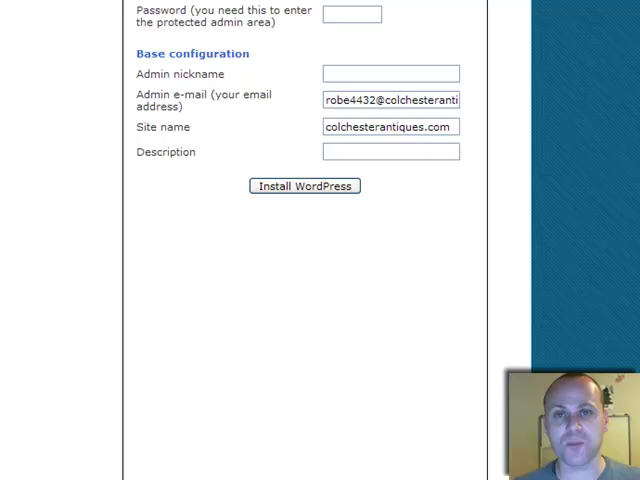 Password (you need this to enter
the protected admin area)
Base configuration
Admin nickname
Admin e-mail (your email
address)
robe4432@colchesteranti
Site name
colchesterantiques.com
Description
Install WordPress